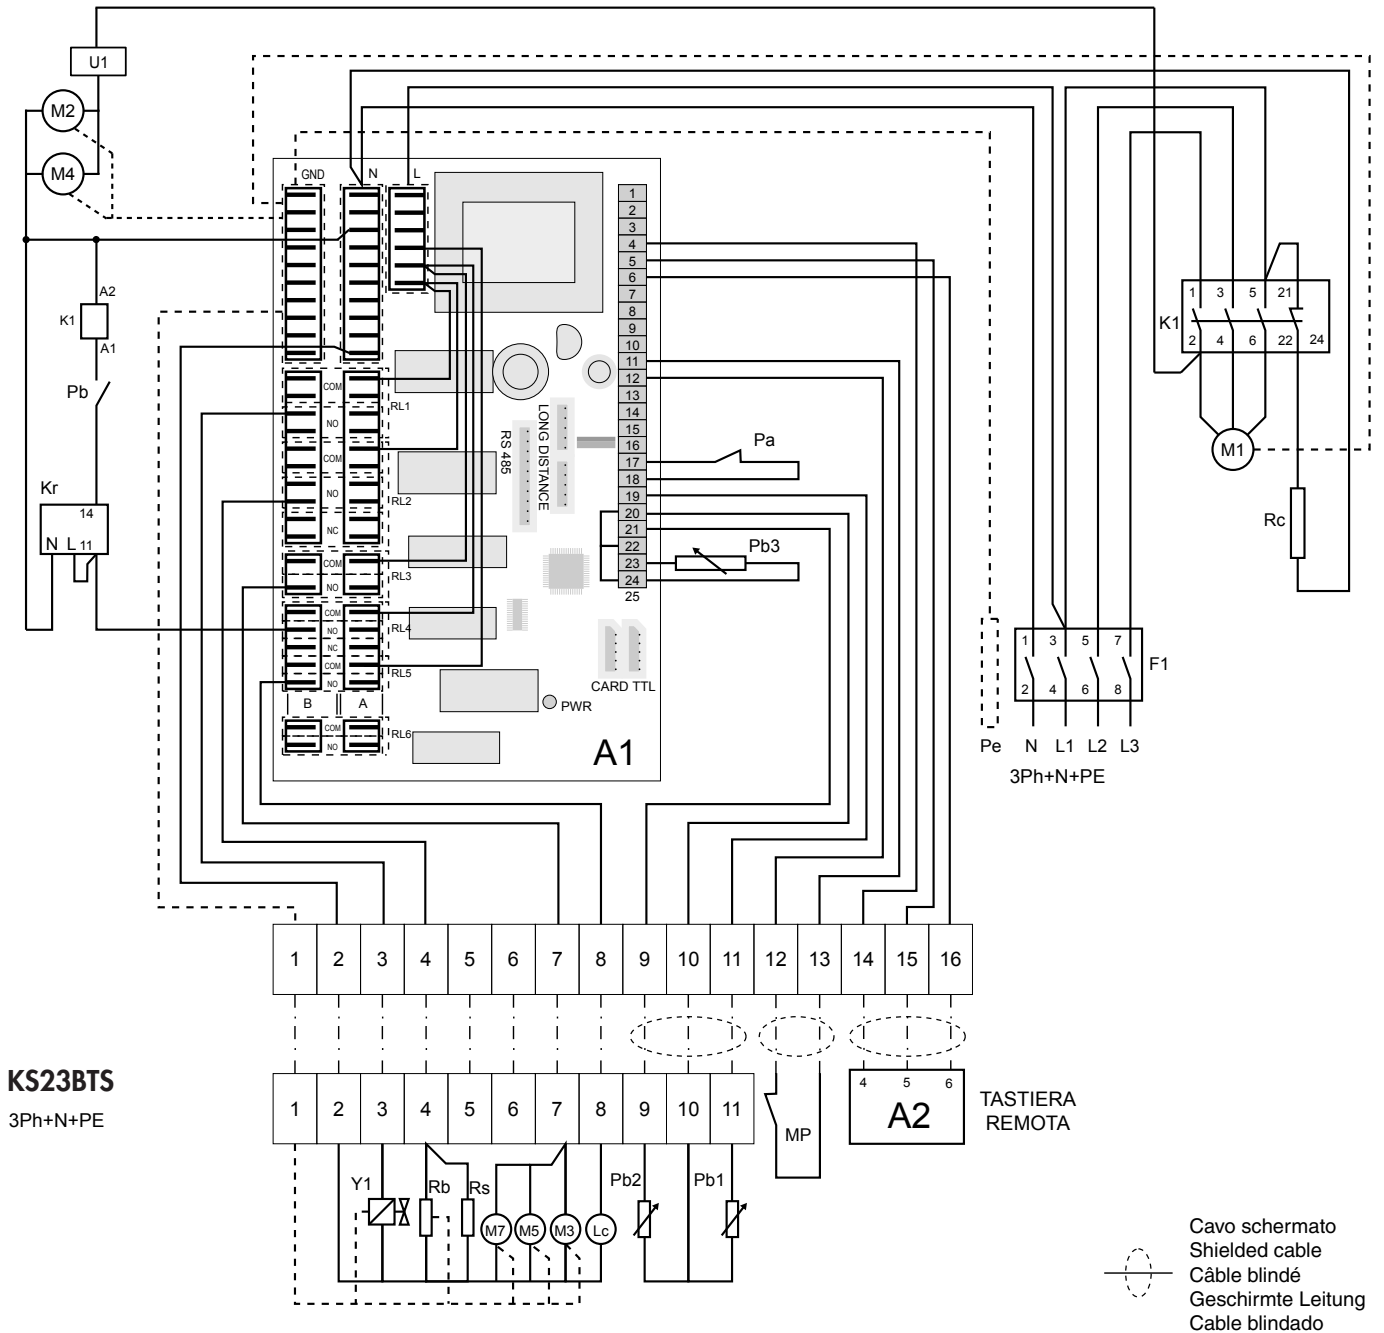 U1
M2
M4
GND N L
1
2
3
4
5
6
7
8
9
10
11
12
13
14
15
16
17
18
19
20
21
22
23
24
25
A2
K1
A1
Pb
Kr
14
N L 11
COM
RL1
NO
COM
NO
RL2
NC
COM
RL3
NO
COM
NO
RL4
NC
COM
RL5
NO
B A
COM
RL6
NO
RS 485
LONG DISTANCE
CARD TTL
PWR
A1
Pa
Pb3
1 3 5 21
K1
2 4 6 22 24
M1
Rc
1 3 5 7
F1
2 4 6 8
Pe N L1 L2 L3
3Ph+N+PE
1 2 3 4 5 6 7 8 9 10 11 12 13 14 15 16
KS23BTS
3Ph+N+PE
1 2 3 4 5 6 7 8 9 10 11
MP
4 5 6
A2
TASTIERA
REMOTA
Y1 Rb Rs M7 M5 M3 Lc Pb2 Pb1
Cavo schermato
Shielded cable
Câble blindé
Geschirmte Leitung
Cable blindado